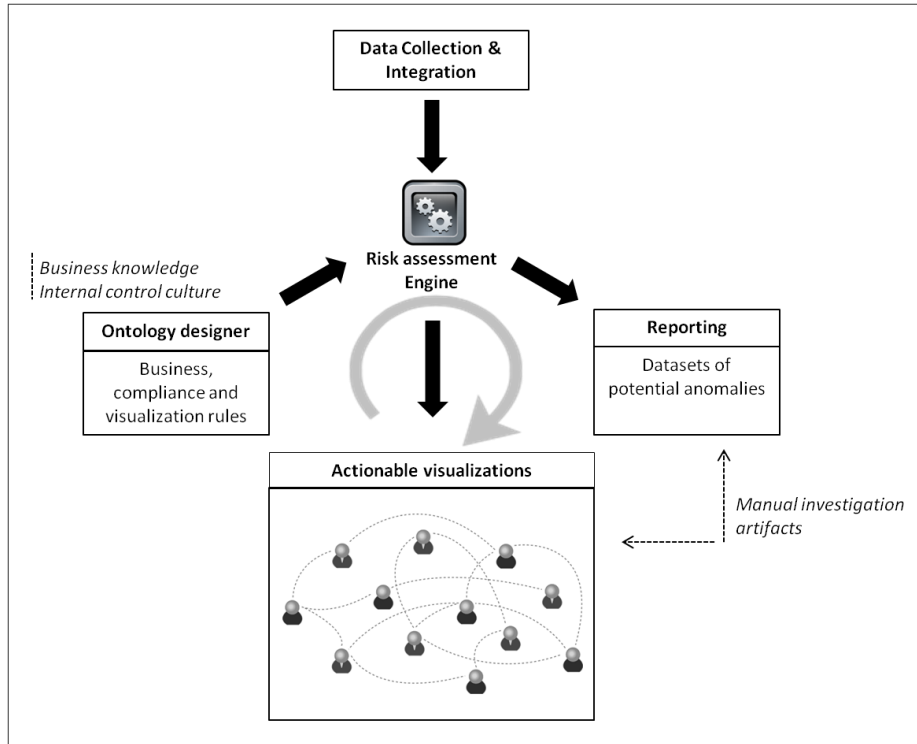 Data Collection &
Integration
Risk assessment
Engine
Business knowledge
Internal control culture
Ontology designer
Business,
compliance and
visualization rules
Reporting
Datasets of
potential anomalies
Actionable visualizations
Manual investigation
artifacts